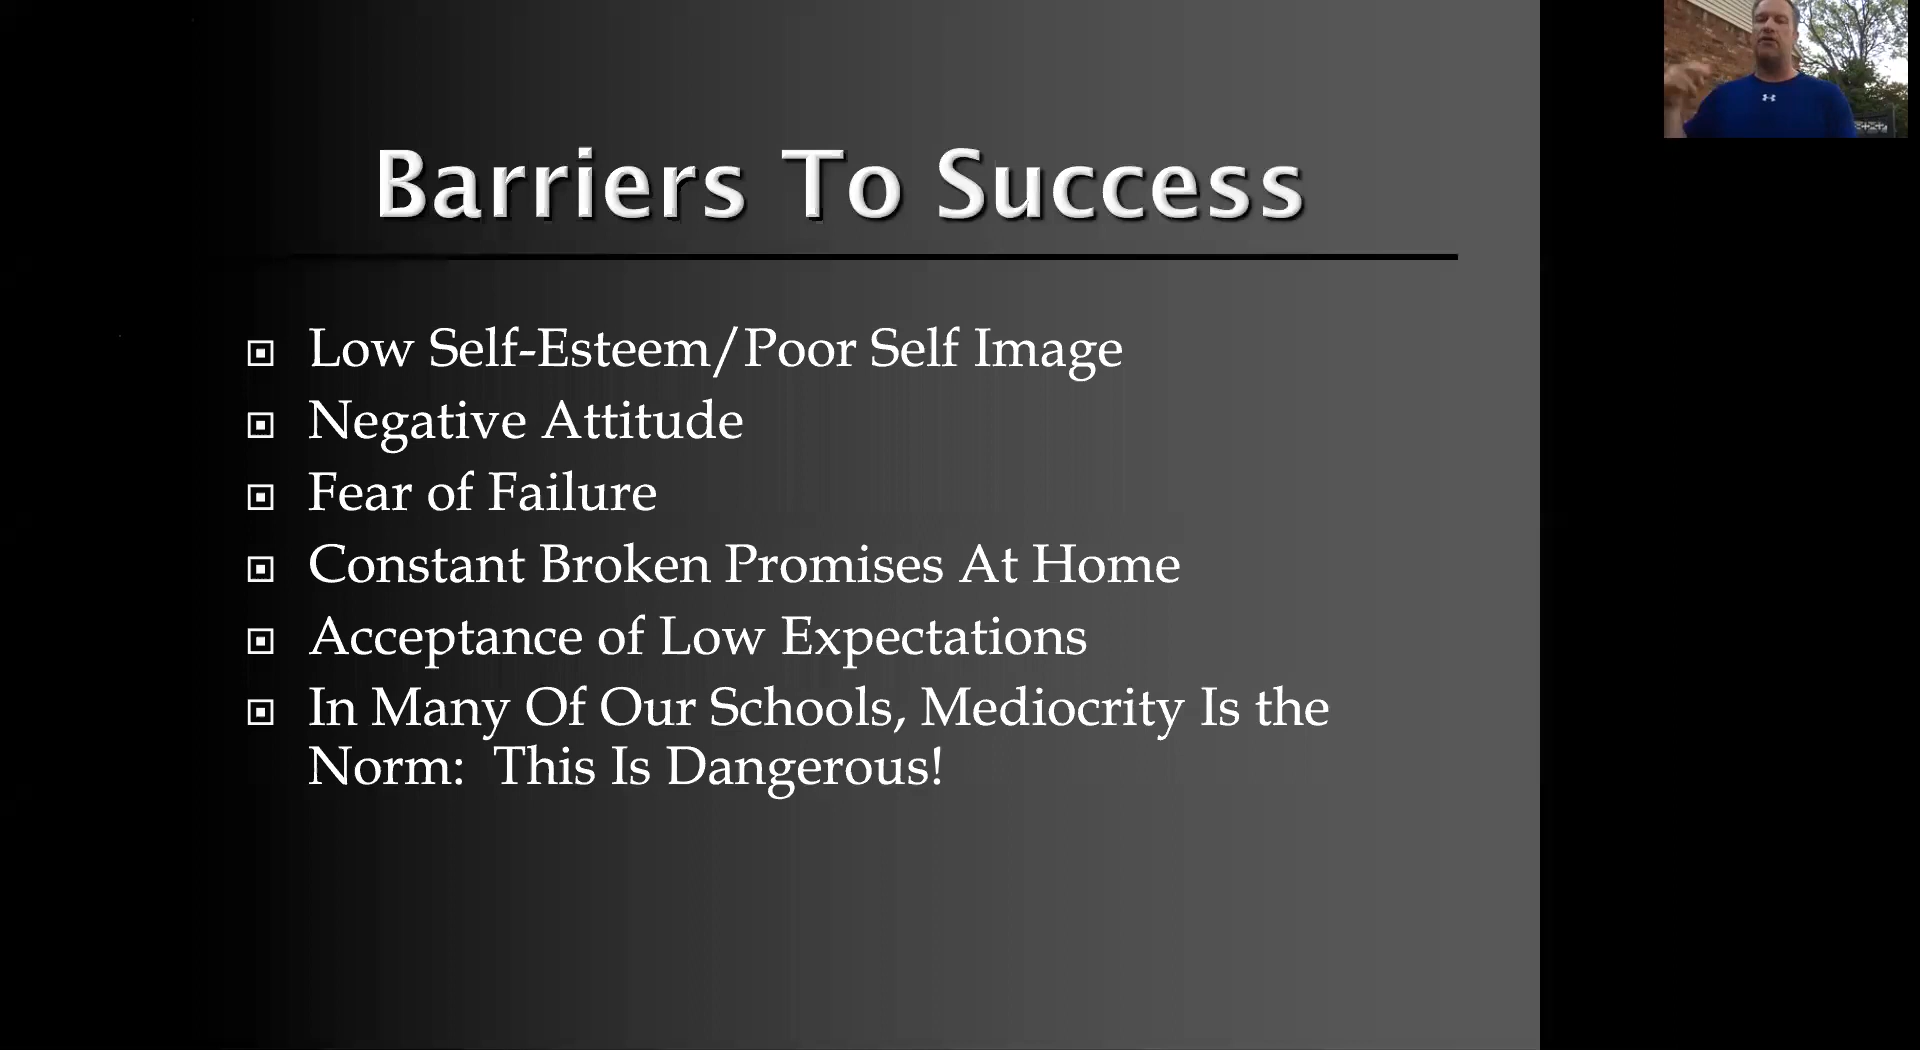 Barriers To Success
Low Self-Esteem/Poor Self Image
Negative Attitude
Fear of Failure
Constant Broken Promises At Home
Acceptance of Low Expectations
In Many Of Our Schools, Mediocrity Is the
Norm:  This Is Dangerous!